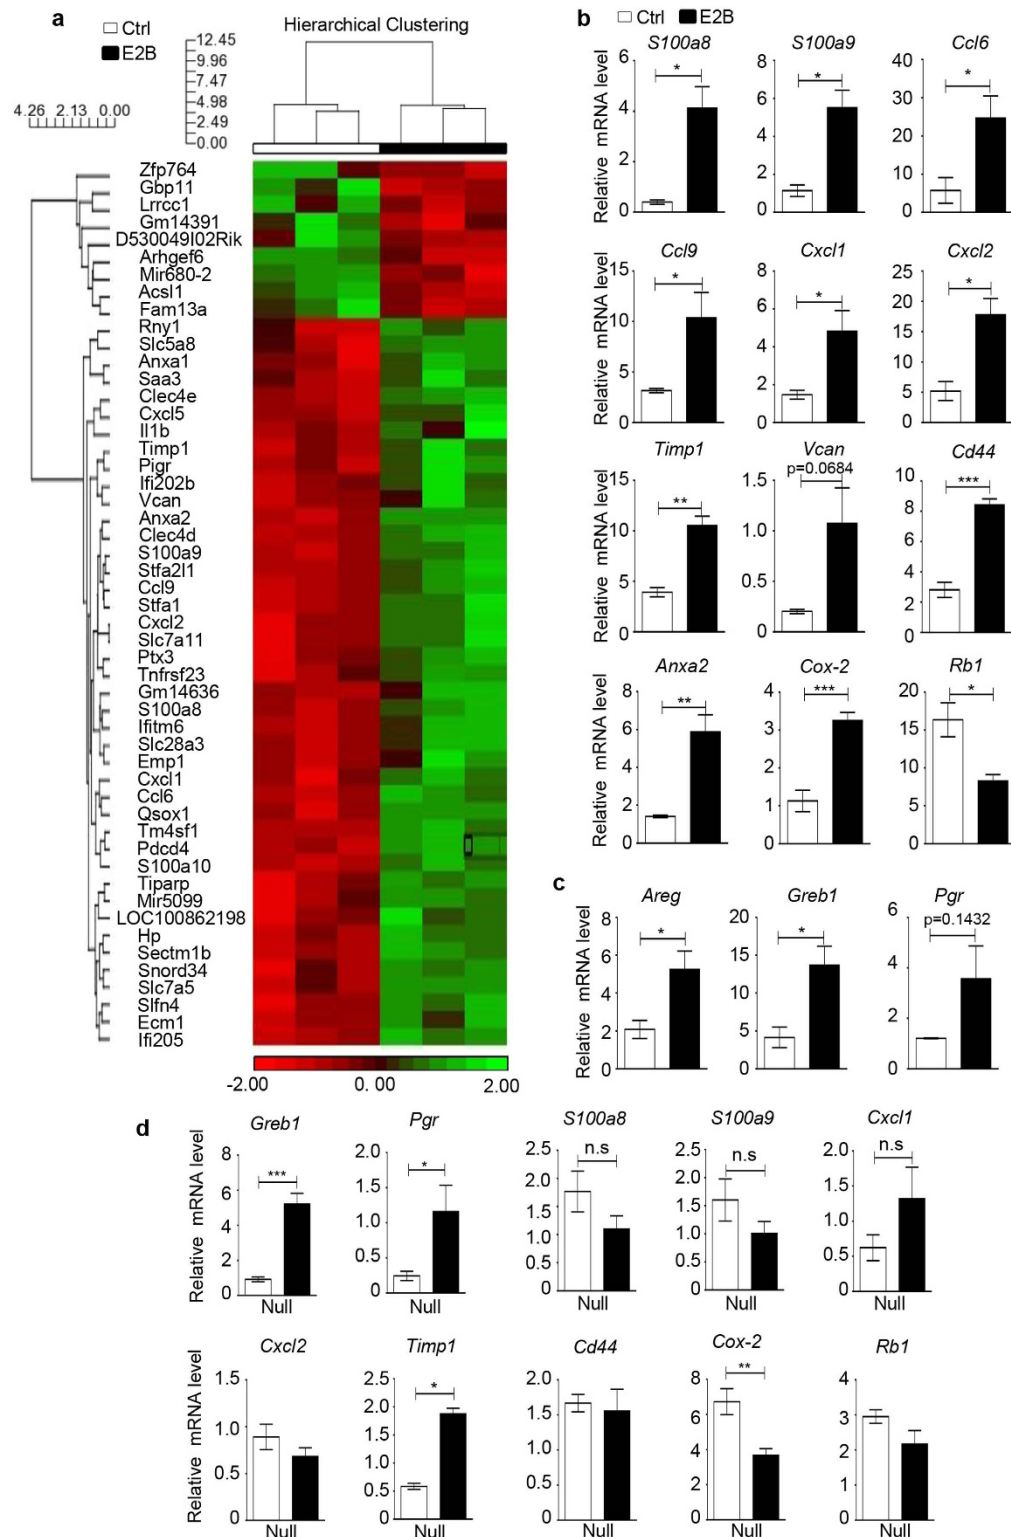 a
Ctrl
E2B
Hierarchical Clustering
12.45
9.96
7.47
4.98
2.49
0.00
4.26 2.13 0.00
Zfp764
Gbp11
Lrrcc1
Gm14391
D530049I02Rik
Arhgef6
Mir680-2
Acsl1
Fam13a
Rny1
Slc5a8
Anxa1
Saa3
Clec4e
Cxcl5
Il1b
Timp1
Pigr
Ifi202b
Vcan
Anxa2
Clec4d
S100a9
Stfa2l1
Ccl9
Stfa1
Cxcl2
Slc7a11
Ptx3
Tnfrsf23
Gm14636
S100a8
Ifitm6
Slc28a3
Emp1
Cxcl1
Ccl6
Qsox1
Tm4sf1
Pdcd4
S100a10
Tiparp
Mir5099
LOC100862198
Hp
Sectm1b
Snord34
Slc7a5
Slfn4
Ecm1
Ifi205
-2.00 0.00 2.00
b
Ctrl E2B
S100a8 S100a9 Ccl6
Relative mRNA level
6
4
2
0
*
8
6
4
2
0
*
40
30
20
10
0
*
Ccl9 Cxcl1 Cxcl2
Relative mRNA level
15
10
5
0
*
8
6
4
2
0
*
25
20
15
10
5
0
*
Timp1 Vcan Cd44
Relative mRNA level
15
10
5
0
**
p=0.0684
1.5
1.0
0.5
0
10
8
6
4
2
0
***
Anxa2 Cox-2 Rb1
Relative mRNA level
8
6
4
2
0
**
4
3
2
1
0
***
20
15
10
5
0
*
c
Areg Greb1 Pgr
Relative mRNA level
8
6
4
2
0
*
20
15
10
5
0
*
6
4
2
0
p=0.1432
d
Greb1 Pgr S100a8 S100a9 Cxcl1
Relative mRNA level
8
6
4
2
0
***
Null
2.0
1.5
1.0
0.5
0
*
Null
2.5
2.0
1.5
1.0
0.5
0
n.s
Null
2.5
2.0
1.5
1.0
0.5
0
n.s
Null
2.0
1.5
1.0
0.5
0
n.s
Null
Cxcl2 Timp1 Cd44 Cox-2 Rb1
Relative mRNA level
1.5
1.0
0.5
0
Null
2.5
2.0
1.5
1.0
0.5
0
*
Null
2.0
1.5
1.0
0.5
0
Null
8
6
4
2
0
**
Null
4
3
2
1
0
Null